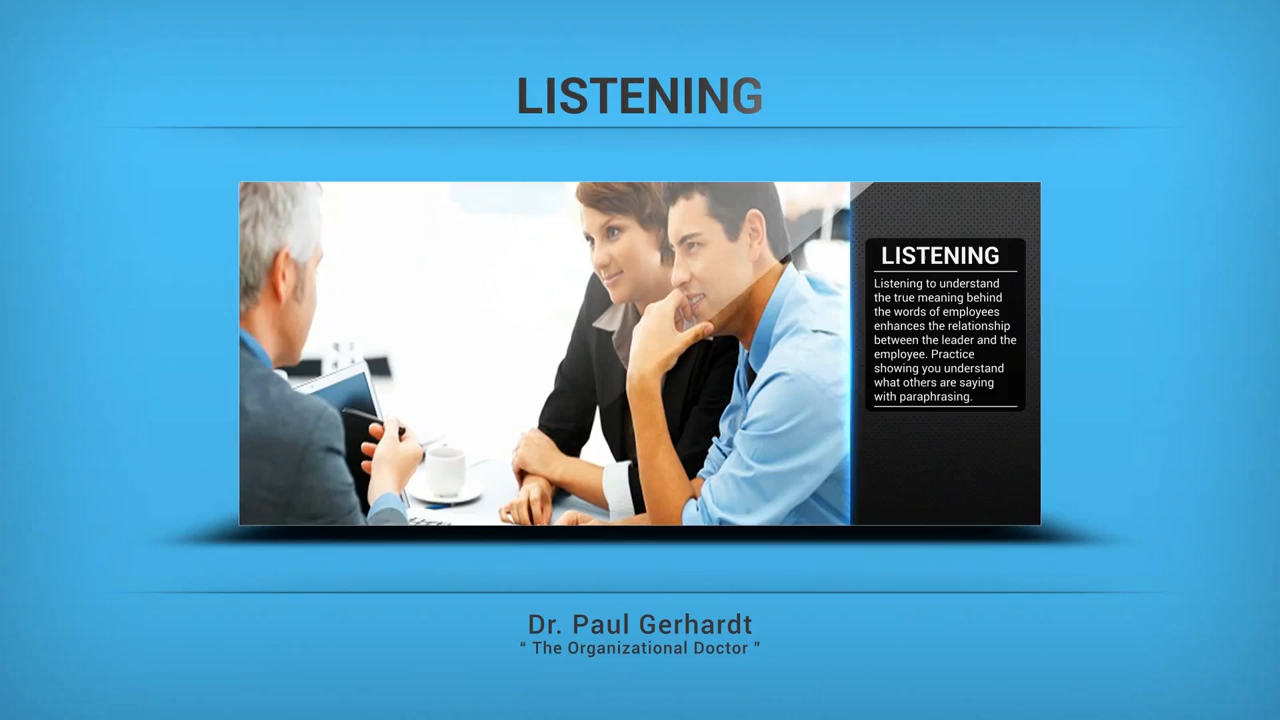 LISTENING
LISTENING
Listening to understand
the true meaning behind
the words of employees
enhances the relationship
between the leader and the
employee. Practice
showing you understand
what others are saying
with paraphrasing.
Dr. Paul Gerhardt
“ The Organizational Doctor ”